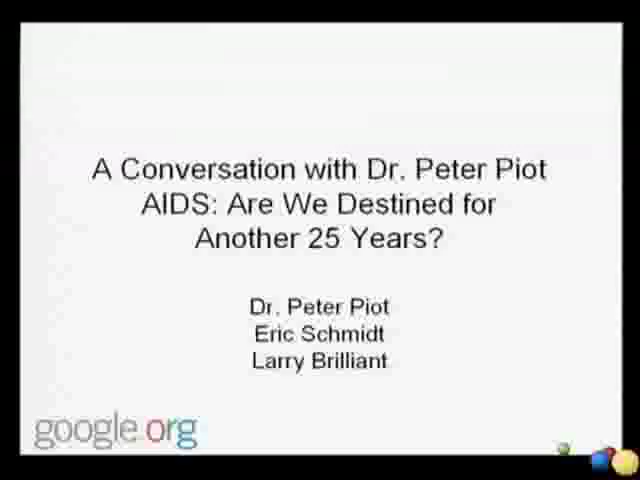 A Conversation with Dr. Peter Piot
AIDS: Are We Destined for
Another 25 Years?
Dr. Peter Piot
Eric Schmidt
Larry Brilliant
google.org